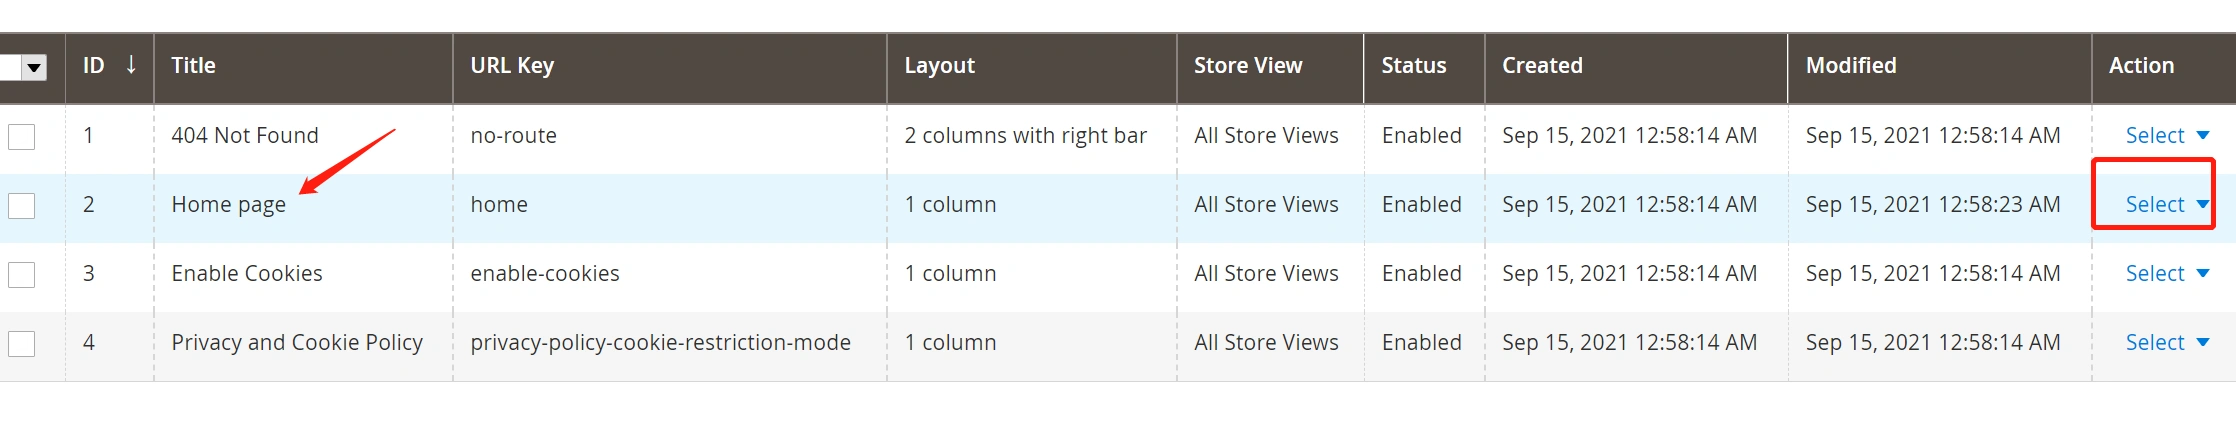 ID ↓ Title URL Key Layout Store View Status Created Modified Action
1 404 Not Found no-route 2 columns with right bar All Store Views Enabled Sep 15, 2021 12:58:14 AM Sep 15, 2021 12:58:14 AM Select
2 Home page home 1 column All Store Views Enabled Sep 15, 2021 12:58:14 AM Sep 15, 2021 12:58:23 AM Select
3 Enable Cookies enable-cookies 1 column All Store Views Enabled Sep 15, 2021 12:58:14 AM Sep 15, 2021 12:58:14 AM Select
4 Privacy and Cookie Policy privacy-policy-cookie-restriction-mode 1 column All Store Views Enabled Sep 15, 2021 12:58:14 AM Sep 15, 2021 12:58:14 AM Select